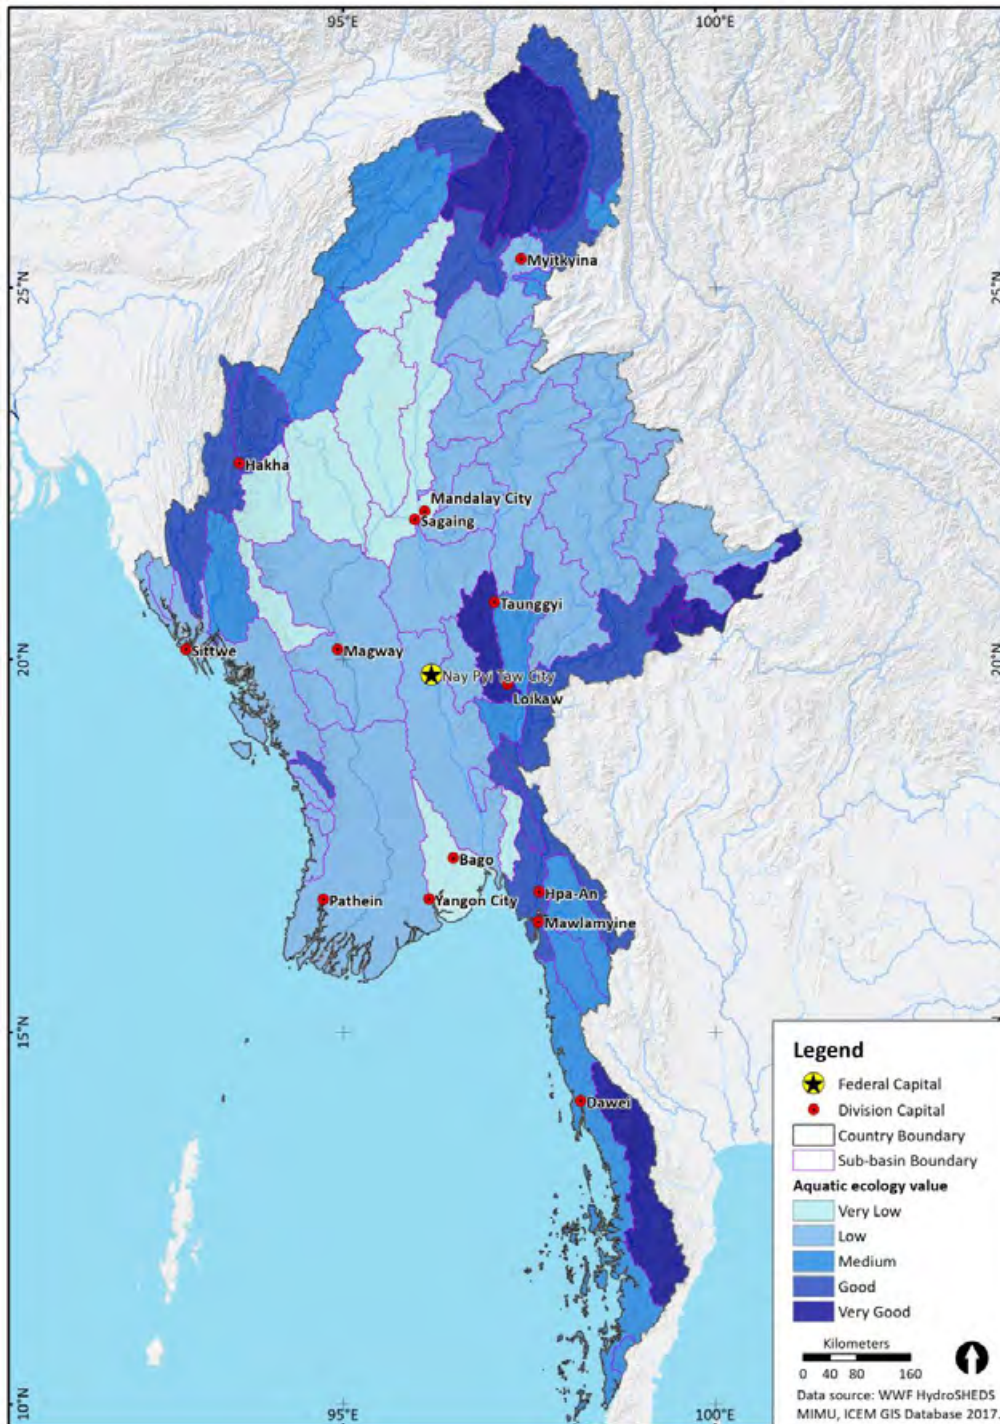 95°E
100°E
25°N
25°N
Myitkyina
Hakha
Mandalay City
Sagaing
Taunggyi
Sittwe
Magway
20°N
20°N
Nay Pyi Taw City
Loikaw
Bago
Pathein
Yangon City
Hpa-An
Mawlamyine
15°N
Dawei
Legend
Federal Capital
Division Capital
Country Boundary
Sub-basin Boundary
Aquatic ecology value
Very Low
Low
Medium
Good
Very Good
Kilometers
0 40 80 160
Data source: WWF HydroSHEDS
MIMU, ICEM GIS Database 2017
10°N
95°E
100°E